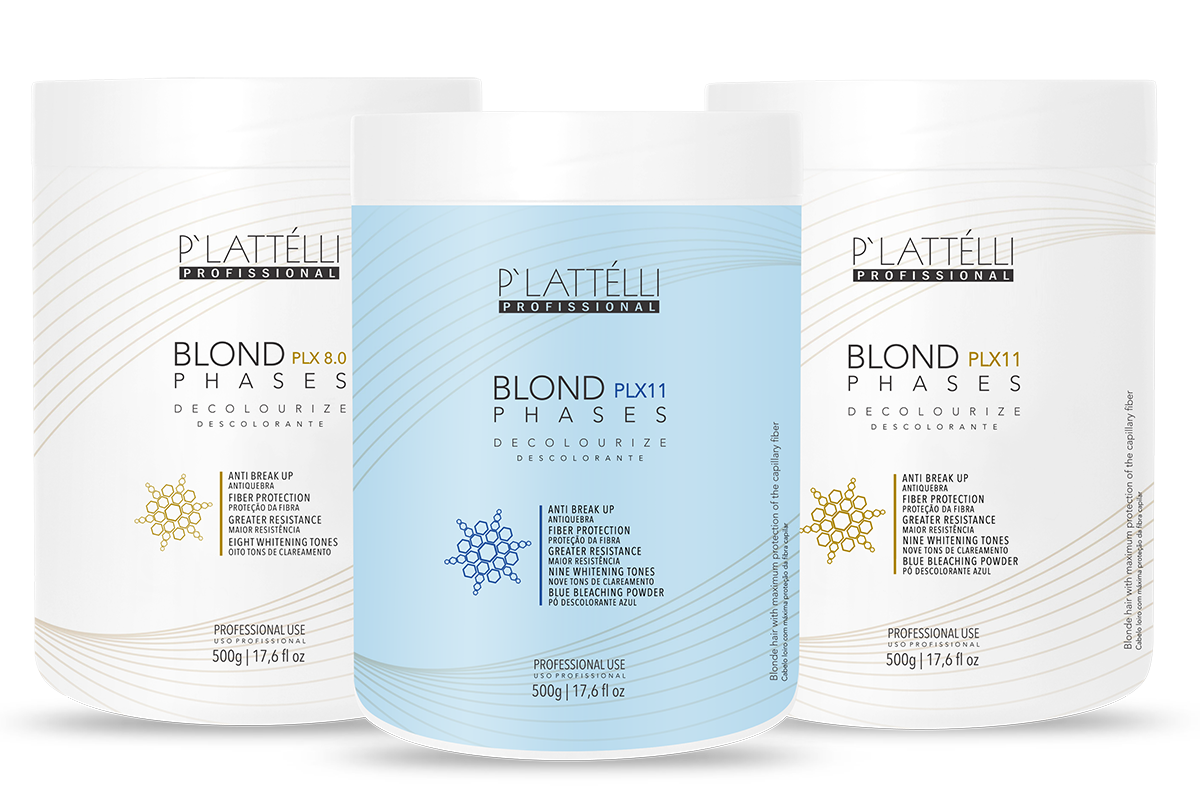 P`LATTÉLLI
PROFISSIONAL
BLOND PLX 8.0
PHASES
DECOLOURIZE
DESCOLORANTE
ANTI BREAK UP
ANTIQUEBRA
FIBER PROTECTION
PROTEÇÃO DA FIBRA
GREATER RESISTANCE
MAIOR RESISTÊNCIA
EIGHT WHITENING TONES
OITO TONS DE CLAREAMENTO
PROFESSIONAL USE
USO PROFISSIONAL
500g | 17,6 fl oz
P`LATTÉLLI
PROFISSIONAL
BLOND PLX11
PHASES
DECOLOURIZE
DESCOLORANTE
ANTI BREAK UP
ANTIQUEBRA
FIBER PROTECTION
PROTEÇÃO DA FIBRA
GREATER RESISTANCE
MAIOR RESISTÊNCIA
NINE WHITENING TONES
NOVE TONS DE CLAREAMENTO
BLUE BLEACHING POWDER
PÓ DESCOLORANTE AZUL
PROFESSIONAL USE
USO PROFISSIONAL
500g | 17,6 fl oz
Blonde hair with maximum protection of the capillary fiber
Cabelo loiro com máxima proteção da fibra capilar
P`LATTÉLLI
PROFISSIONAL
BLOND PLX11
PHASES
DECOLOURIZE
DESCOLORANTE
ANTI BREAK UP
ANTIQUEBRA
FIBER PROTECTION
PROTEÇÃO DA FIBRA
GREATER RESISTANCE
MAIOR RESISTÊNCIA
NINE WHITENING TONES
NOVE TONS DE CLAREAMENTO
BLUE BLEACHING POWDER
PÓ DESCOLORANTE AZUL
PROFESSIONAL USE
USO PROFISSIONAL
500g | 17,6 fl oz
Blonde hair with maximum protection of the capillary fiber
Cabelo loiro com máxima proteção da fibra capilar